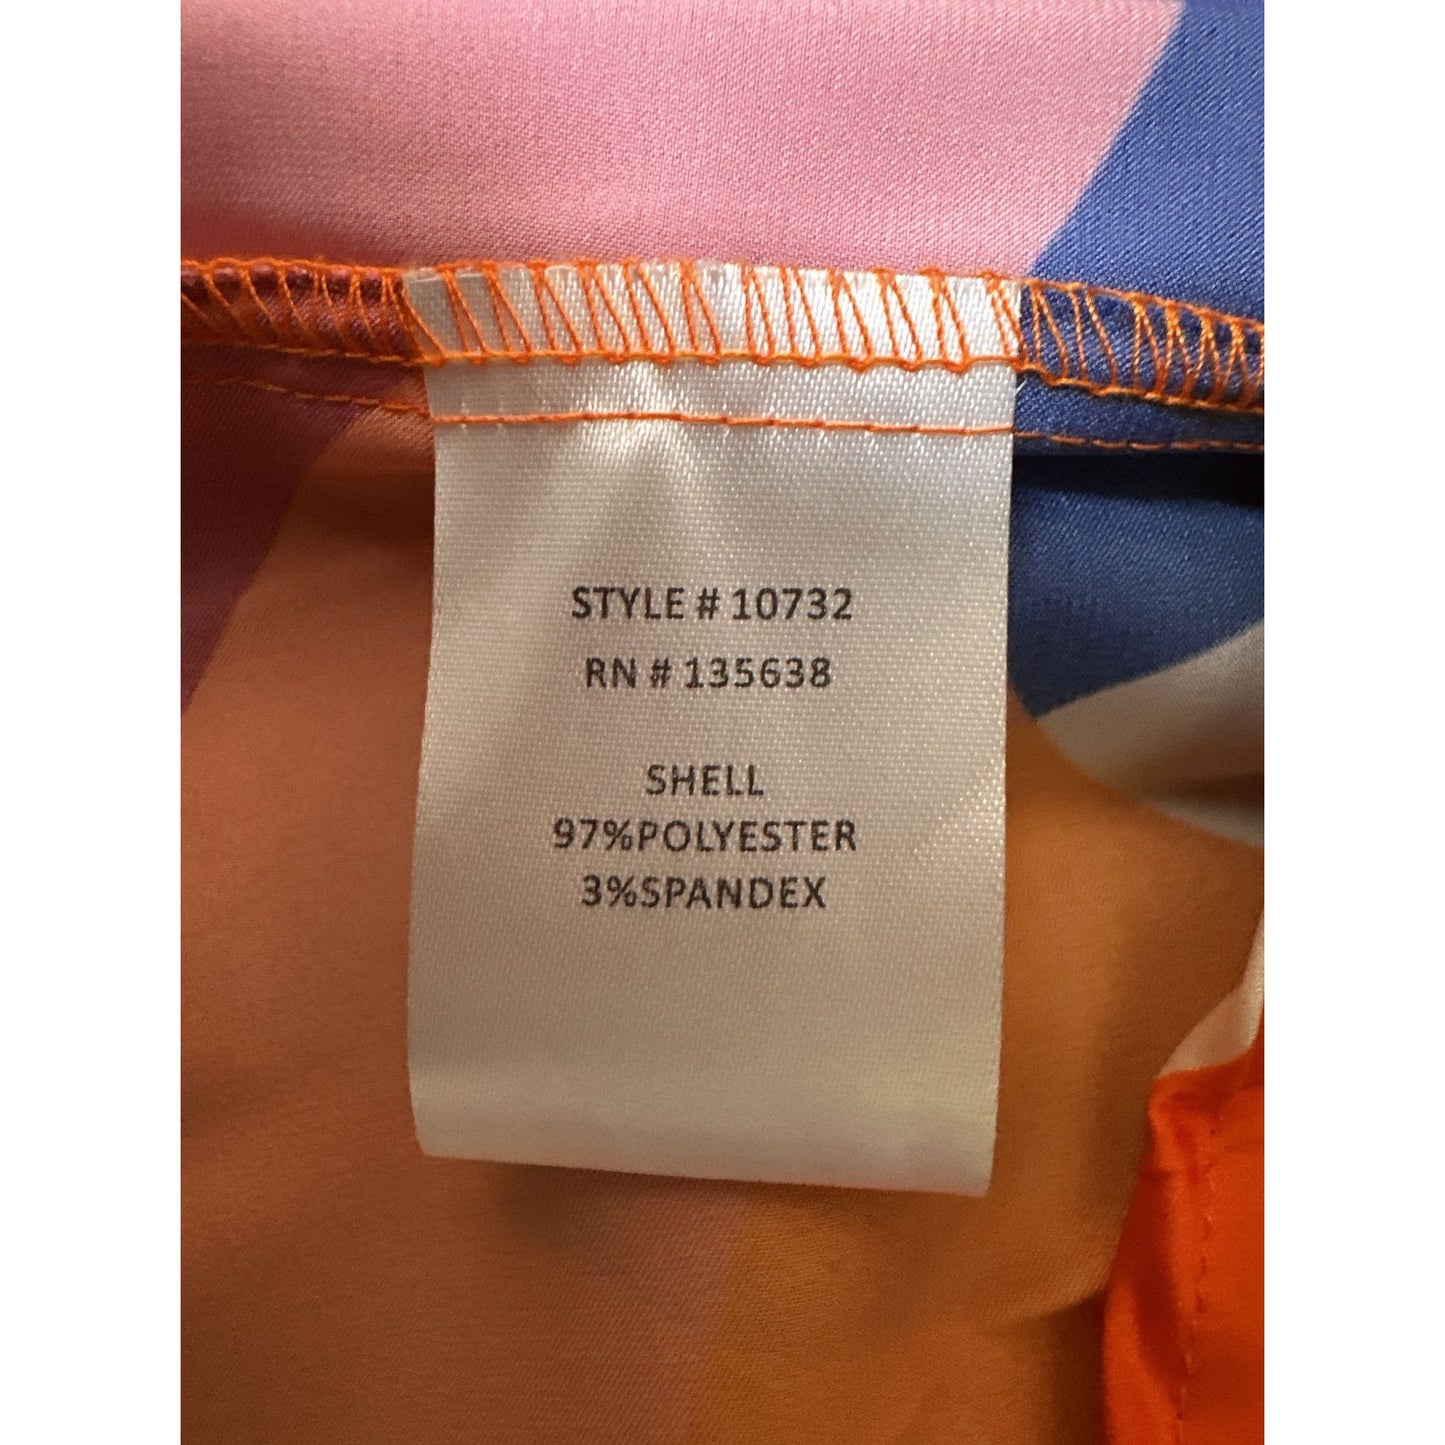 STYLE # 10732
RN # 135638
SHELL
97%POLYESTER
3%SPANDEX